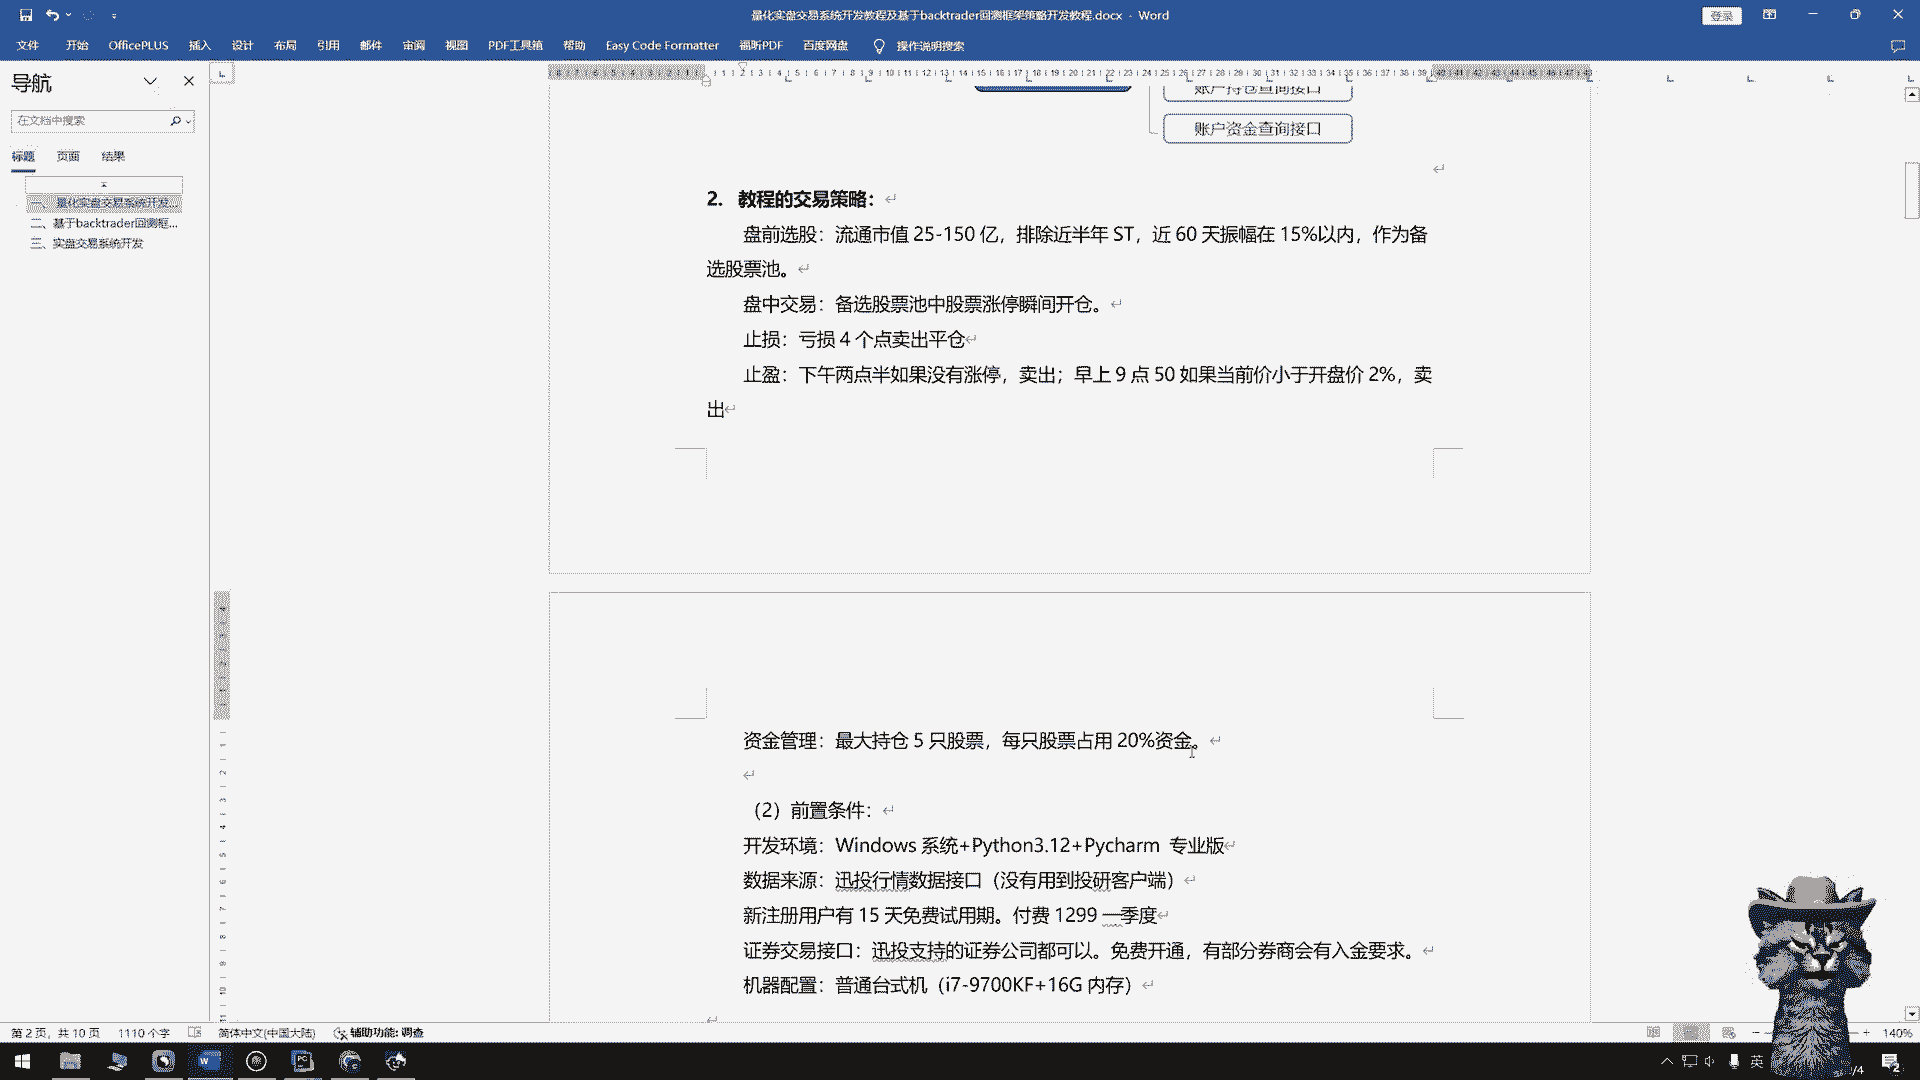 量化实盘交易系统开发教程及基于backtrader回测框架策略开发教程.docx - Word
登录
文件 开始 OfficePLUS 插入 设计 布局 引用 邮件 审阅 视图 PDF工具箱 帮助 Easy Code Formatter 福昕PDF 百度网盘 操作说明搜索
导航
在文档中搜索
标题 页面 结果
一、 量化实盘交易系统开发...
二、 基于backtrader回测框...
三、 实盘交易系统开发
账户持仓查询接口
账户资金查询接口
2. 教程的交易策略：
盘前选股：流通市值 25-150 亿，排除近半年 ST，近 60 天振幅在 15%以内，作为备
选股票池。
盘中交易：备选股票池中股票涨停瞬间开仓。
止损：亏损 4 个点卖出平仓
止盈：下午两点半如果没有涨停，卖出；早上 9 点 50 如果当前价小于开盘价 2%，卖
出
资金管理：最大持仓 5 只股票，每只股票占用 20%资金。
（2）前置条件：
开发环境：Windows 系统+Python3.12+Pycharm 专业版
数据来源：迅投行情数据接口（没有用到投研客户端）
新注册用户有 15 天免费试用期。付费 1299 一季度
证券交易接口：迅投支持的证券公司都可以。免费开通，有部分券商会有入金要求。
机器配置：普通台式机（i7-9700KF+16G 内存）
第 2 页，共 10 页 1110 个字 简体中文(中国大陆) 辅助功能: 调查
140%
英